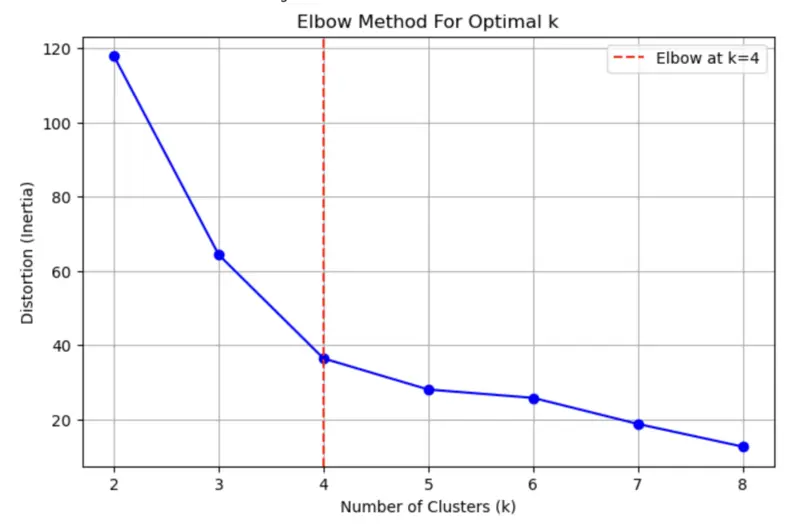 Elbow Method For Optimal k
Elbow at k=4
120
100
80
60
40
20
Distortion (Inertia)
2 3 4 5 6 7 8
Number of Clusters (k)